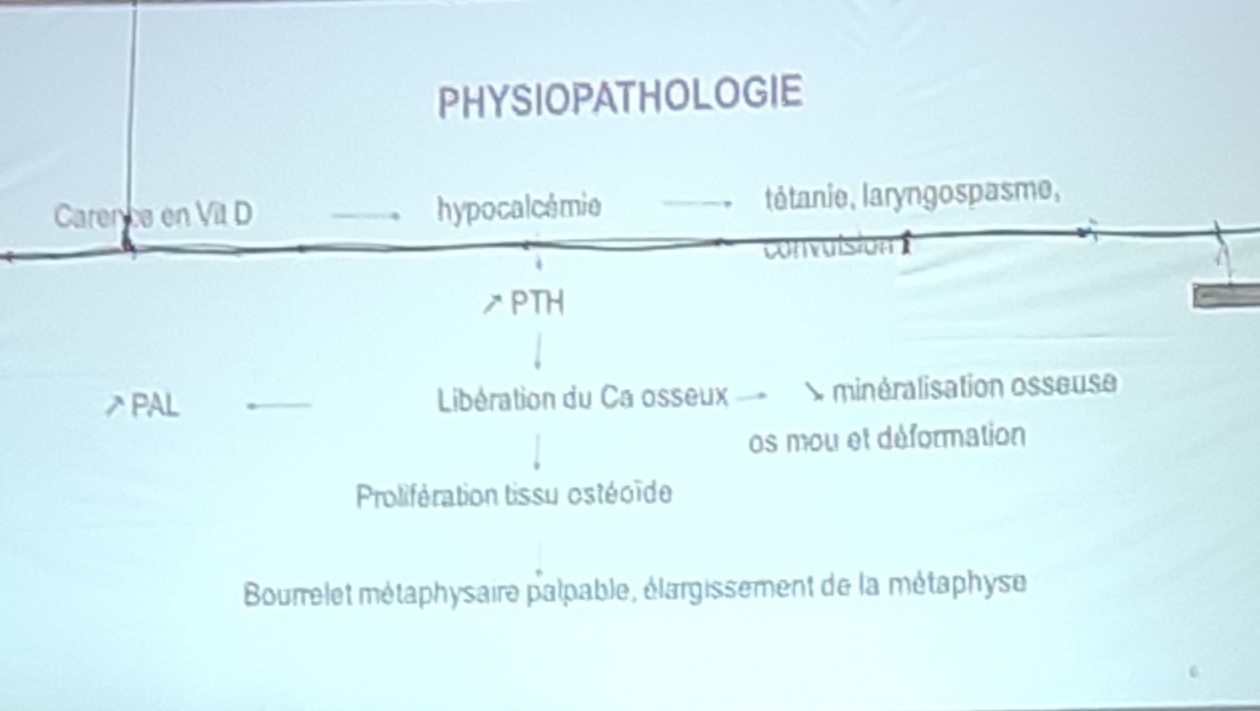 PHYSIOPATHOLOGIE
Carence en Vit D → hypocalcémie → tétanie, laryngospasme,
convulsion
↓
↗ PTH
↓
↗ PAL ← Libération du Ca osseux → ↘ minéralisation osseuse
os mou et déformation
↓
Prolifération tissu ostéoïde
↓
Bourrelet métaphysaire palpable, élargissement de la métaphyse
6